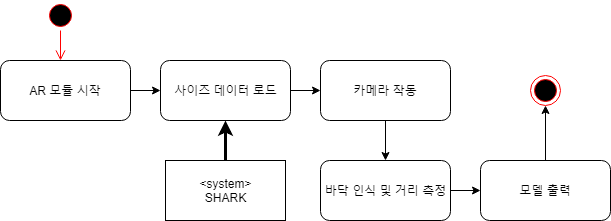 AR 모듈 시작
사이즈 데이터 로드
카메라 작동
<system>
SHARK
바닥 인식 및 거리 측정
모델 출력